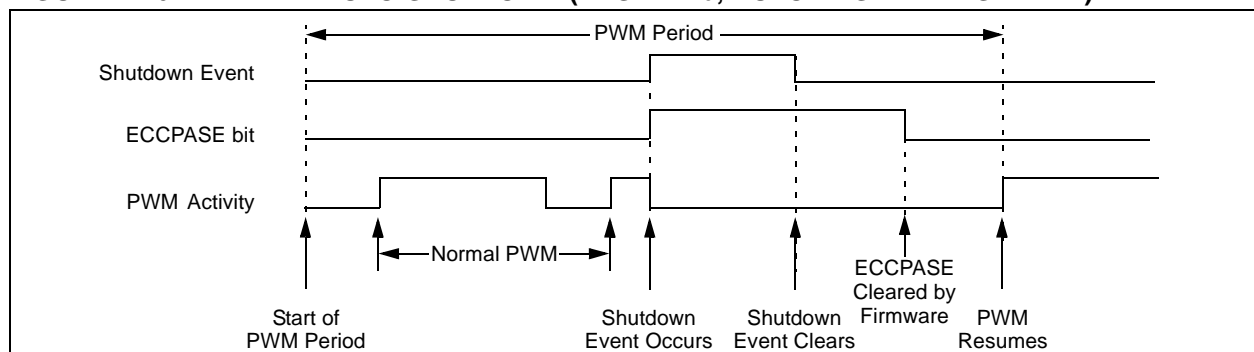 PWM Period
Shutdown Event
ECCPASE bit
PWM Activity
Normal PWM
Start of
PWM Period
Shutdown
Event Occurs
Shutdown
Event Clears
ECCPASE
Cleared by
Firmware
PWM
Resumes